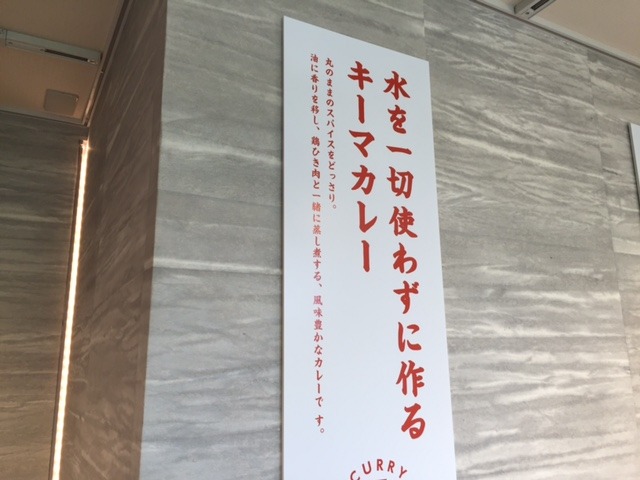 水を一切使わずに作る
キーマカレー
丸のままのスパイスをどっさり。
油に香りを移し、鶏ひき肉と一緒に蒸し煮する、風味豊かなカレーです。
CURRY